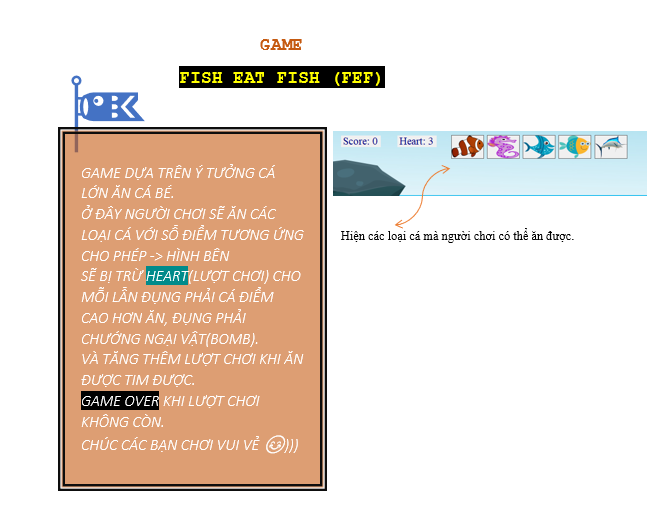 GAME
FISH EAT FISH (FEF)
GAME DỰA TRÊN Ý TƯỞNG CÁ
LỚN ĂN CÁ BÉ.
Ở ĐÂY NGƯỜI CHƠI SẼ ĂN CÁC
LOẠI CÁ VỚI SỐ ĐIỂM TƯƠNG ỨNG
CHO PHÉP -> HÌNH BÊN
SẼ BỊ TRỪ HEART(LƯỢT CHƠI) CHO
MỖI LẪN ĐỤNG PHẢI CÁ ĐIỂM
CAO HƠN ĂN, ĐỤNG PHẢI
CHƯỚNG NGẠI VẬT(BOMB).
VÀ TĂNG THÊM LƯỢT CHƠI KHI ĂN
ĐƯỢC TIM ĐƯỢC.
GAME OVER KHI LƯỢT CHƠI
KHÔNG CÒN.
CHÚC CÁC BẠN CHƠI VUI VẺ 😊)))
Score: 0 Heart: 3
Hiện các loại cá mà người chơi có thể ăn được.